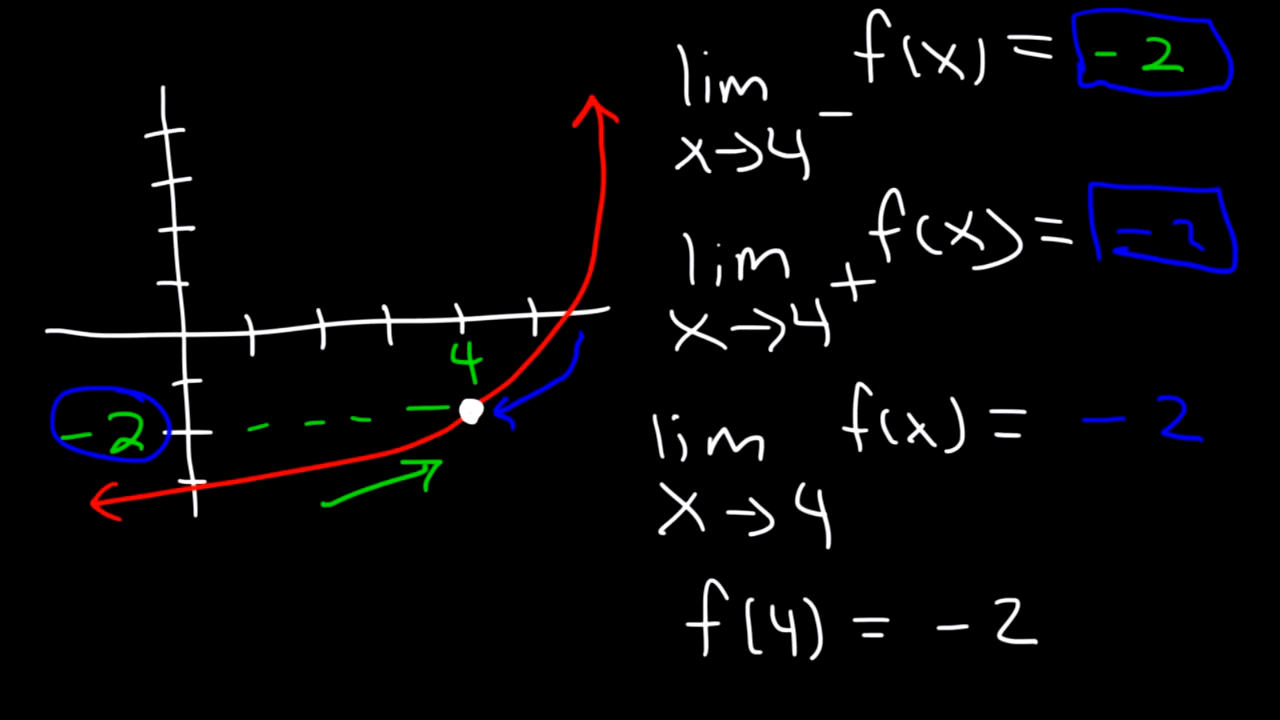 4
-2
lim x→4⁻ f(x) = -2
lim x→4⁺ f(x) = -2
lim x→4 f(x) = -2
f(4) = -2